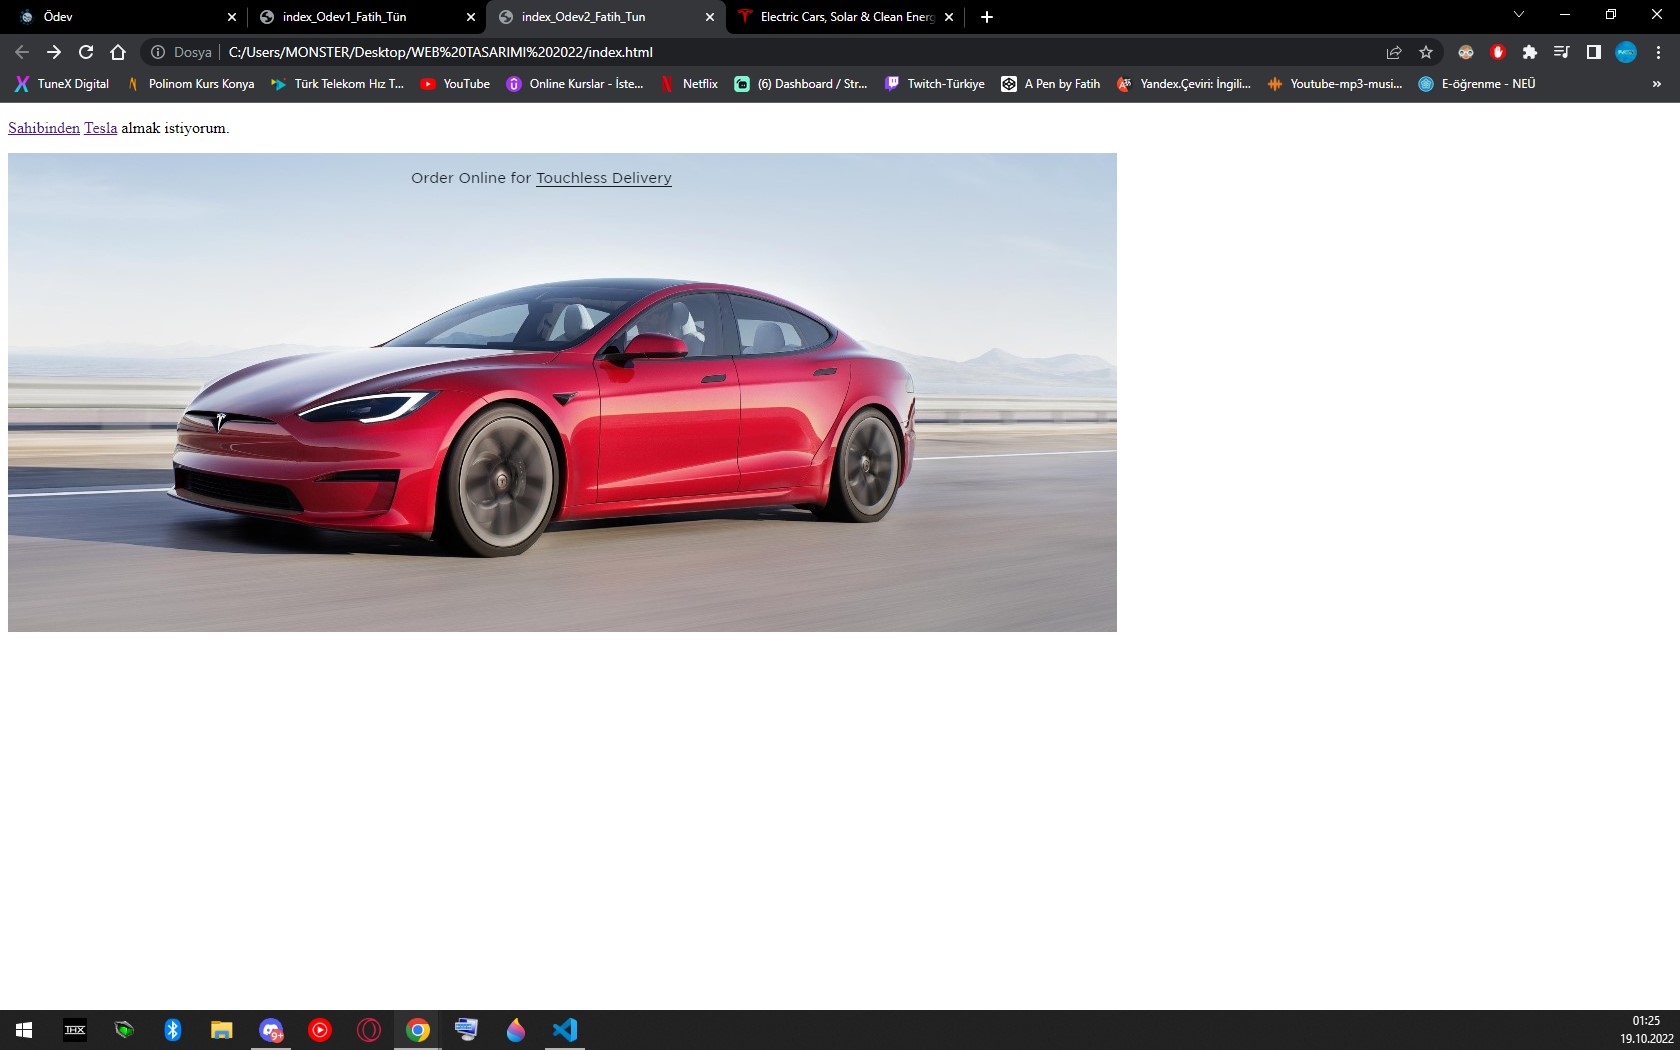 Ödev
index_Odev1_Fatih_Tün
index_Odev2_Fatih_Tun
Electric Cars, Solar & Clean Energ
Dosya
C:/Users/MONSTER/Desktop/WEB%20TASARIMI%202022/index.html
TuneX Digital
Polinom Kurs Konya
Türk Telekom Hız T...
YouTube
Online Kurslar - İste...
Netflix
(6) Dashboard / Str...
Twitch-Türkiye
A Pen by Fatih
Yandex.Çeviri: İngili...
Youtube-mp3-musi...
E-öğrenme - NEÜ
»
Sahibinden Tesla almak istiyorum.
Order Online for Touchless Delivery
THX
9+
01:25
19.10.2022